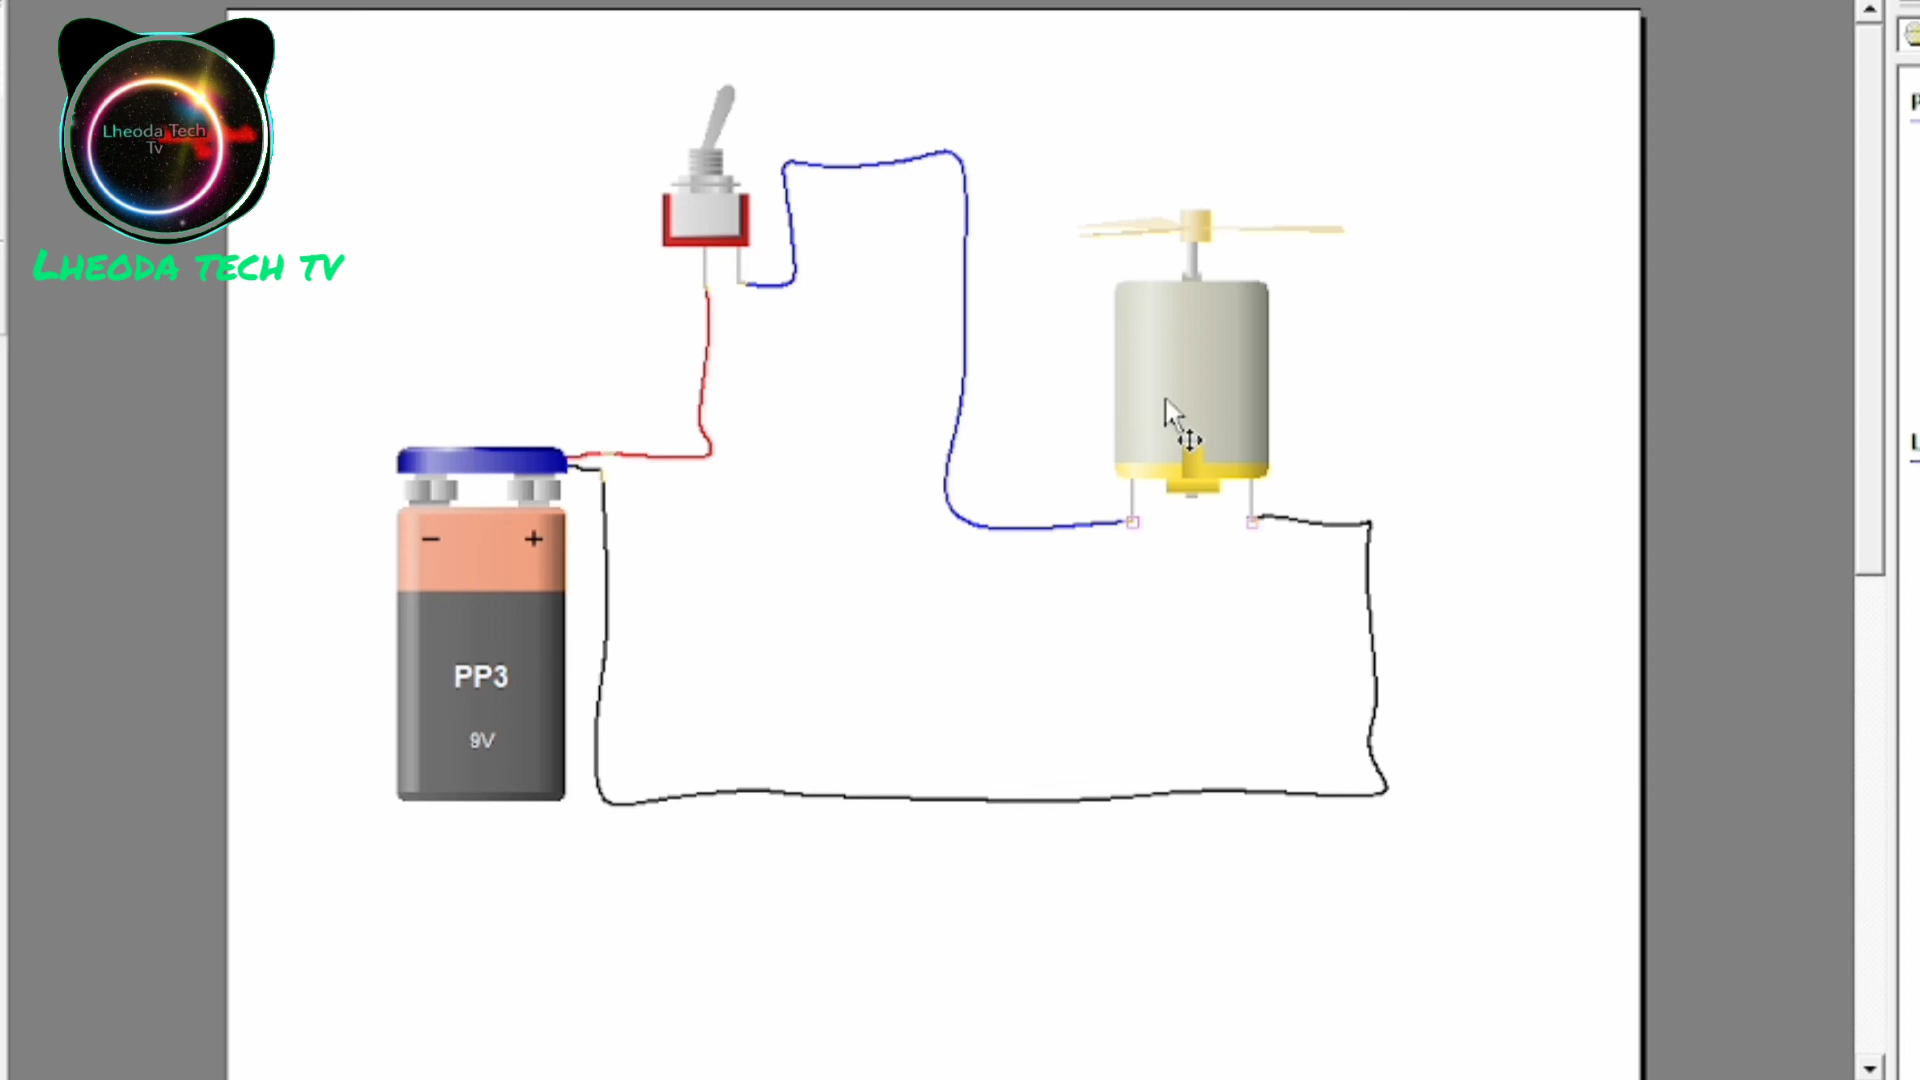 Lheoda Tech
Tv
Lheoda tech tv
− +
PP3
9V